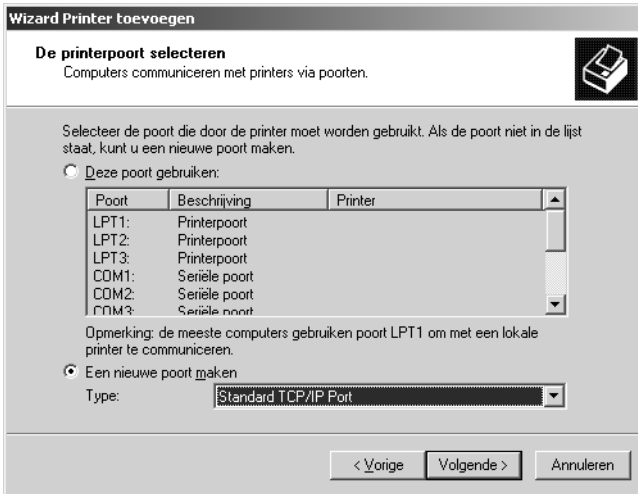 Wizard Printer toevoegen
De printerpoort selecteren
Computers communiceren met printers via poorten.
Selecteer de poort die door de printer moet worden gebruikt. Als de poort niet in de lijst
staat, kunt u een nieuwe poort maken.
Deze poort gebruiken:
Poort Beschrijving Printer
LPT1: Printerpoort
LPT2: Printerpoort
LPT3: Printerpoort
COM1: Seriële poort
COM2: Seriële poort
COM3: Seriële poort
Opmerking: de meeste computers gebruiken poort LPT1 om met een lokale
printer te communiceren.
Een nieuwe poort maken
Type: Standard TCP/IP Port
< Vorige Volgende > Annuleren